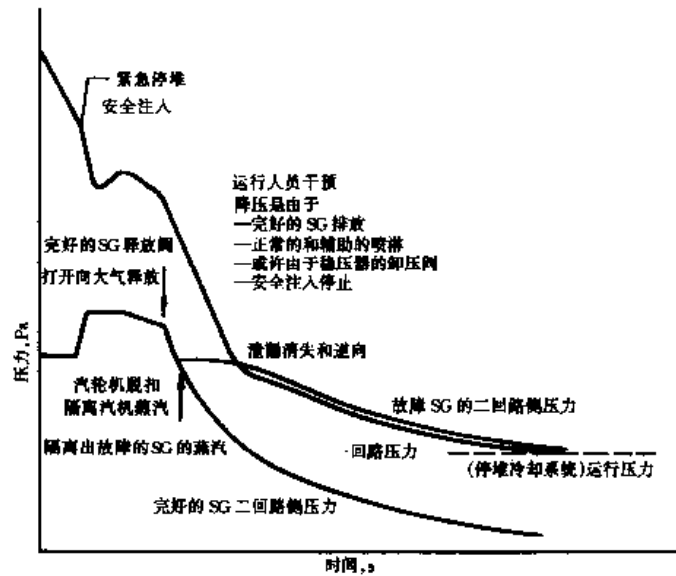 紧急停堆
安全注入
运行人员干预
降压是由于
—完好的SG排放
—正常的和辅助的喷淋
—或许由于稳压器的卸压阀
—安全注入停止
完好的SG释放阀
打开向大气释放
压力,Pa
泄漏消失和逆向
汽轮机脱扣
隔离汽机蒸汽
故障SG的二回路侧压力
隔离出故障的SG的蒸汽
一回路压力
(停堆冷却系统)运行压力
完好的SG二回路侧压力
时间,s